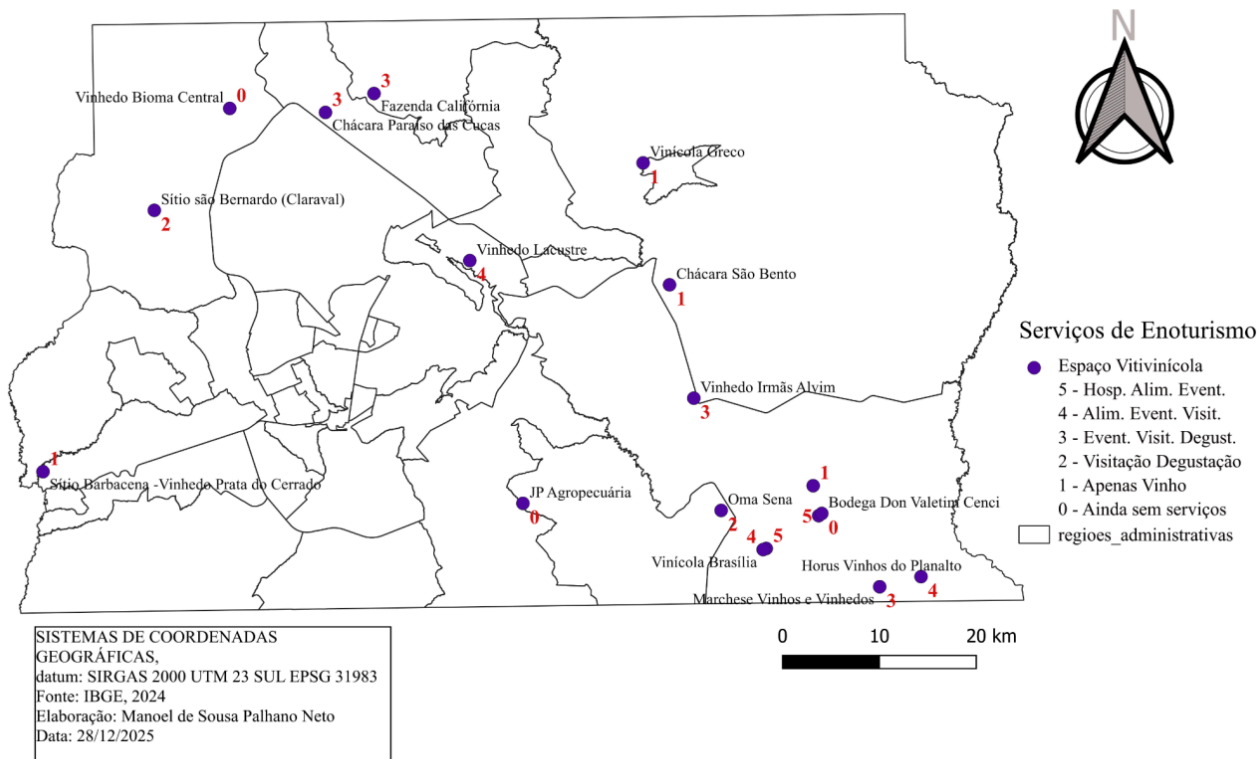 N
0
Vinhedo Bioma Central
3
Fazenda Califórnia
3
Chácara Paraíso das Cucas
Vinícola Greco
1
Sítio são Bernardo (Claraval)
2
Vinhedo Lacustre
4
Chácara São Bento
1
Vinhedo Irmãs Alvim
3
1
Sítio Barbacena -Vinhedo Prata do Cerrado
JP Agropecuária
0
Oma Sena
2
1
Bodega Don Valetim Cenci
5
0
4
5
Vinícola Brasília
Horus Vinhos do Planalto
4
Marchese Vinhos e Vinhedos
3
Serviços de Enoturismo
Espaço Vitivinícola
5 - Hosp. Alim. Event.
4 - Alim. Event. Visit.
3 - Event. Visit. Degust.
2 - Visitação Degustação
1 - Apenas Vinho
0 - Ainda sem serviços
regioes_administrativas
0 10 20 km
SISTEMAS DE COORDENADAS
GEOGRÁFICAS,
datum: SIRGAS 2000 UTM 23 SUL EPSG 31983
Fonte: IBGE, 2024
Elaboração: Manoel de Sousa Palhano Neto
Data: 28/12/2025